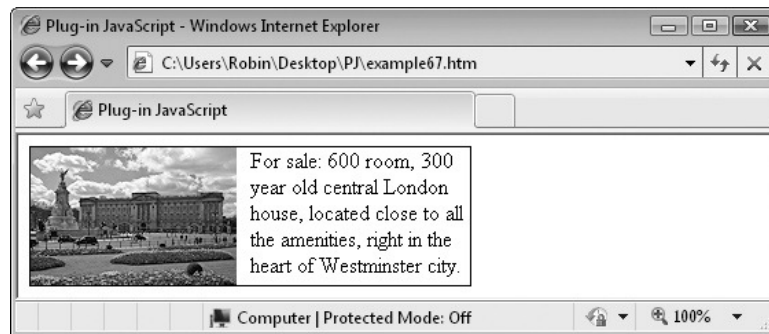 Plug-in JavaScript - Windows Internet Explorer
C:\Users\Robin\Desktop\PJ\example67.htm
Plug-in JavaScript
For sale: 600 room, 300
year old central London
house, located close to all
the amenities, right in the
heart of Westminster city.
Computer | Protected Mode: Off
100%